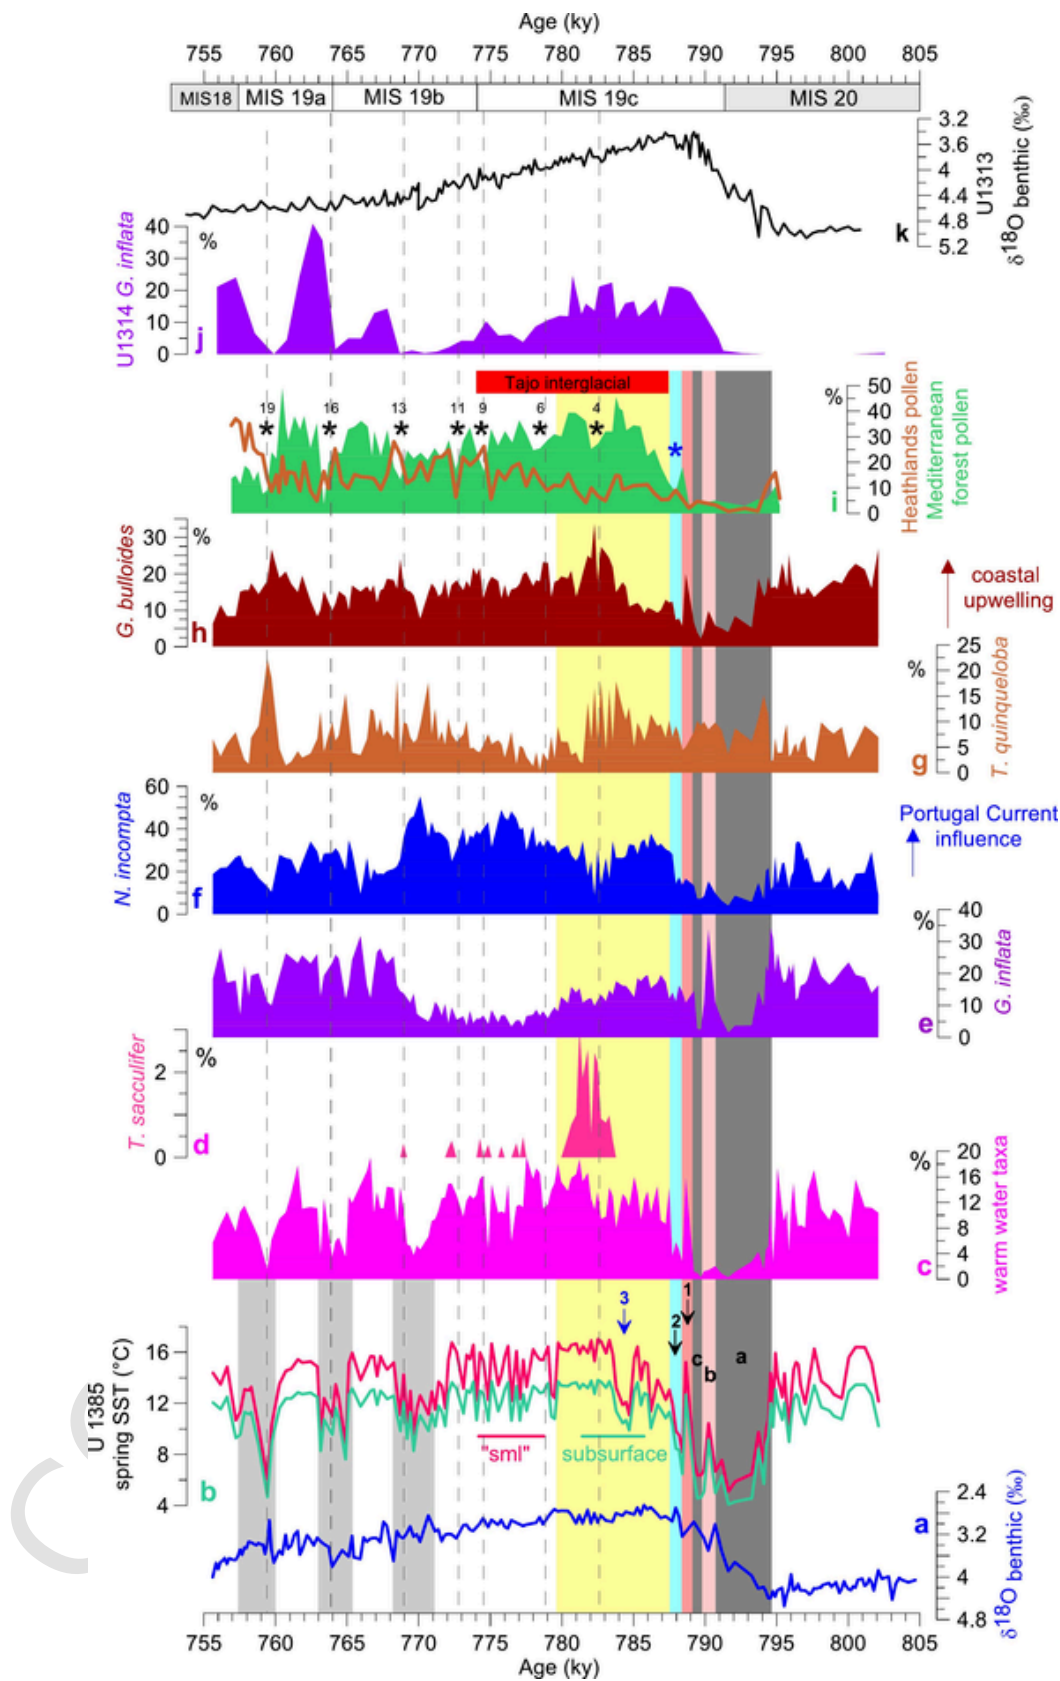 Age (ky)
755 760 765 770 775 780 785 790 795 800 805
MIS18 MIS 19a MIS 19b MIS 19c MIS 20
3.2
3.6
4
4.4
4.8
5.2
U1313
δ18O benthic (‰)
k
U1314 G. inflata
40
30
20
10
0
%
j
Tajo interglacial
19 16 13 11 9 6 4
* * * * * * *
*
%
50
40
30
20
10
0
i
Heathlands pollen
Mediterranean
forest pollen
G. bulloides
30
20
10
0
%
h
coastal
upwelling
%
25
20
15
10
5
0
g
T. quinqueloba
N. incompta
60
40
20
0
%
f
Portugal Current
influence
%
40
30
20
10
0
e
G. inflata
T. sacculifer
%
2
0
d
%
20
16
12
8
4
0
c
warm water taxa
U 1385
spring SST (°C)
16
12
8
4
b
3
1
2
c
b
a
"sml"
subsurface
a
2.4
3.2
4
4.8
δ18O benthic (‰)
755 760 765 770 775 780 785 790 795 800 805
Age (ky)